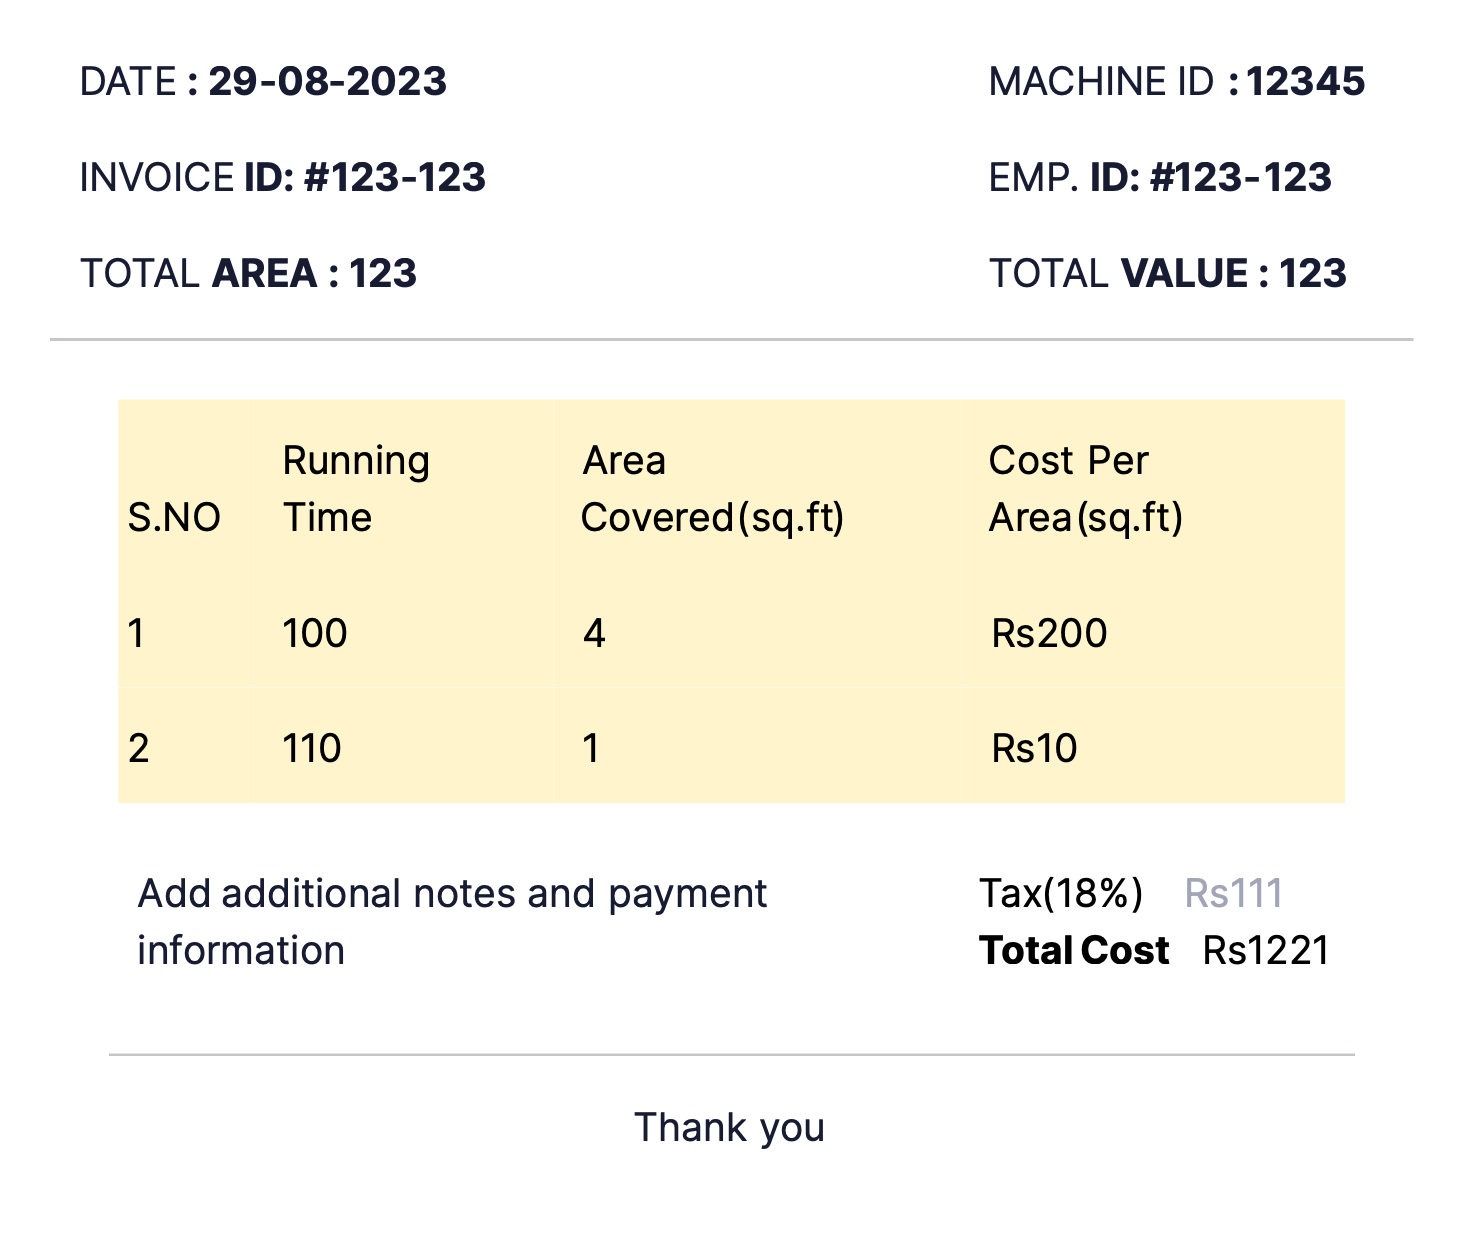 DATE : 29-08-2023 MACHINE ID : 12345
INVOICE ID: #123-123 EMP. ID: #123-123
TOTAL AREA : 123 TOTAL VALUE : 123
Running Area Cost Per
S.NO Time Covered(sq.ft) Area(sq.ft)
1 100 4 Rs200
2 110 1 Rs10
Add additional notes and payment Tax(18%) Rs111
information Total Cost Rs1221
Thank you